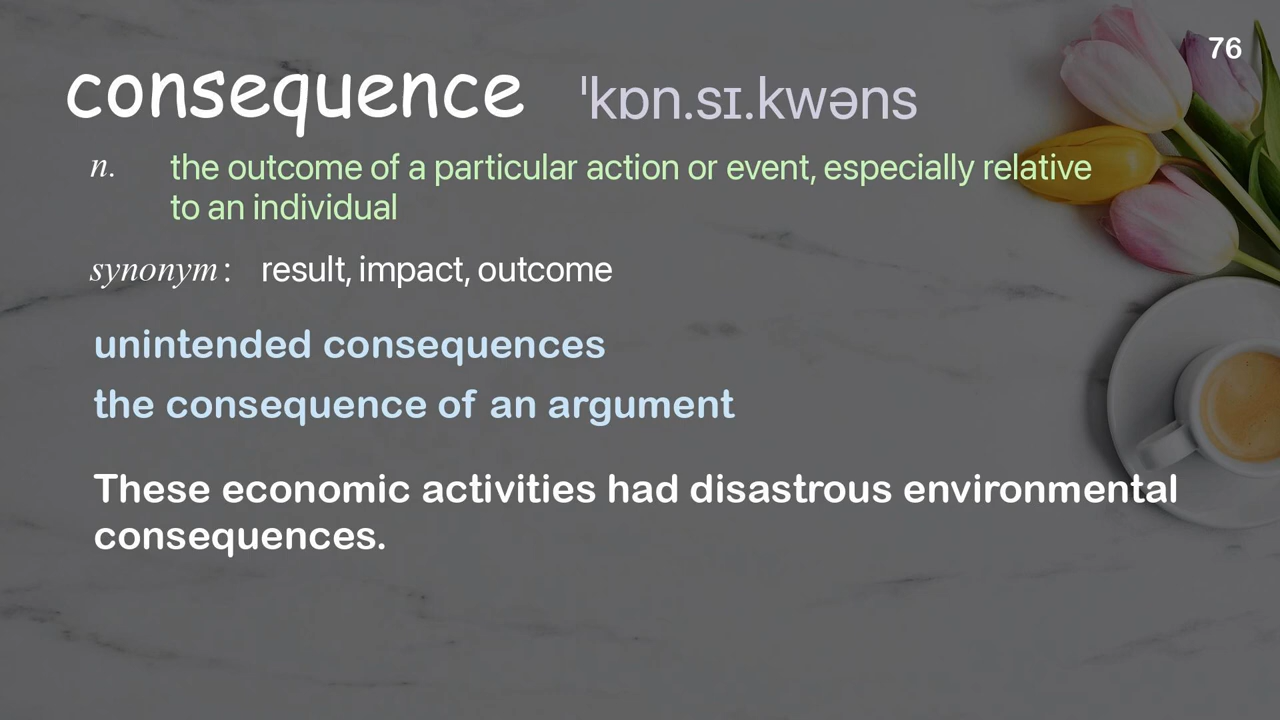 76
consequence ˈkɒn.sɪ.kwəns
n. the outcome of a particular action or event, especially relative
to an individual
synonym: result, impact, outcome
unintended consequences
the consequence of an argument
These economic activities had disastrous environmental
consequences.